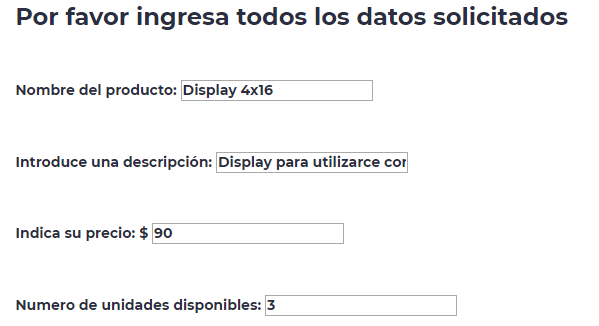 Por favor ingresa todos los datos solicitados
Nombre del producto: Display 4x16
Introduce una descripción: Display para utilizarce
Indica su precio: $ 90
Numero de unidades disponibles: 3